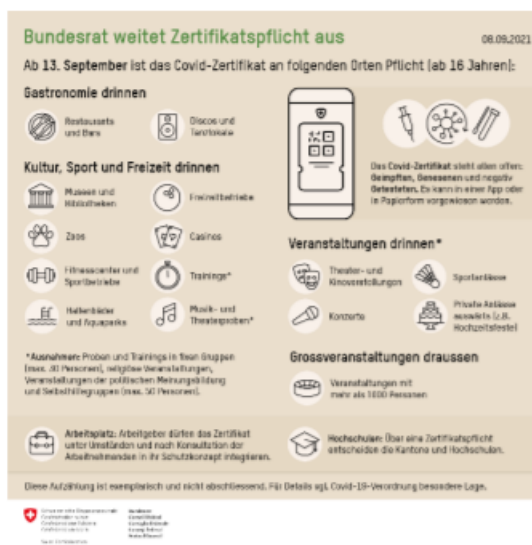 Bundesrat weitet Zertifikatspflicht aus
08.09.2021
Ab 13. September ist das Covid-Zertifikat an folgenden Orten Pflicht (ab 16 Jahren):
Gastronomie drinnen
Restaurants
und Bars
Discos und
Tanzlokale
Kultur, Sport und Freizeit drinnen
Museen und
Bibliotheken
Freizeitbetriebe
Zoos
Casinos
Fitnesscenter und
Sportbetriebe
Trainings*
Hallenbäder
und Aquaparks
Musik- und
Theaterproben*
*Ausnahmen: Proben und Trainings in fixen Gruppen
(max. 30 Personen), religiöse Veranstaltungen,
Veranstaltungen der politischen Meinungsbildung
und Selbsthilfegruppen (max. 50 Personen).
Das Covid-Zertifikat steht allen offen:
Geimpften, Genesenen und negativ
Getesteten. Es kann in einer App oder
in Papierform vorgewiesen werden.
Veranstaltungen drinnen*
Theater- und
Kinovorstellungen
Sportanlässe
Konzerte
Private Anlässe
auswärts (z.B.
Hochzeitsfeste)
Grossveranstaltungen draussen
Veranstaltungen mit
mehr als 1000 Personen
Arbeitsplatz: Arbeitgeber dürfen das Zertifikat
unter Umständen und nach Konsultation der
Arbeitnehmenden in ihr Schutzkonzept integrieren.
Hochschulen: Über eine Zertifikatspflicht
entscheiden die Kantone und Hochschulen.
Diese Aufzählung ist exemplarisch und nicht abschliessend. Für Details vgl. Covid-19-Verordnung besondere Lage.